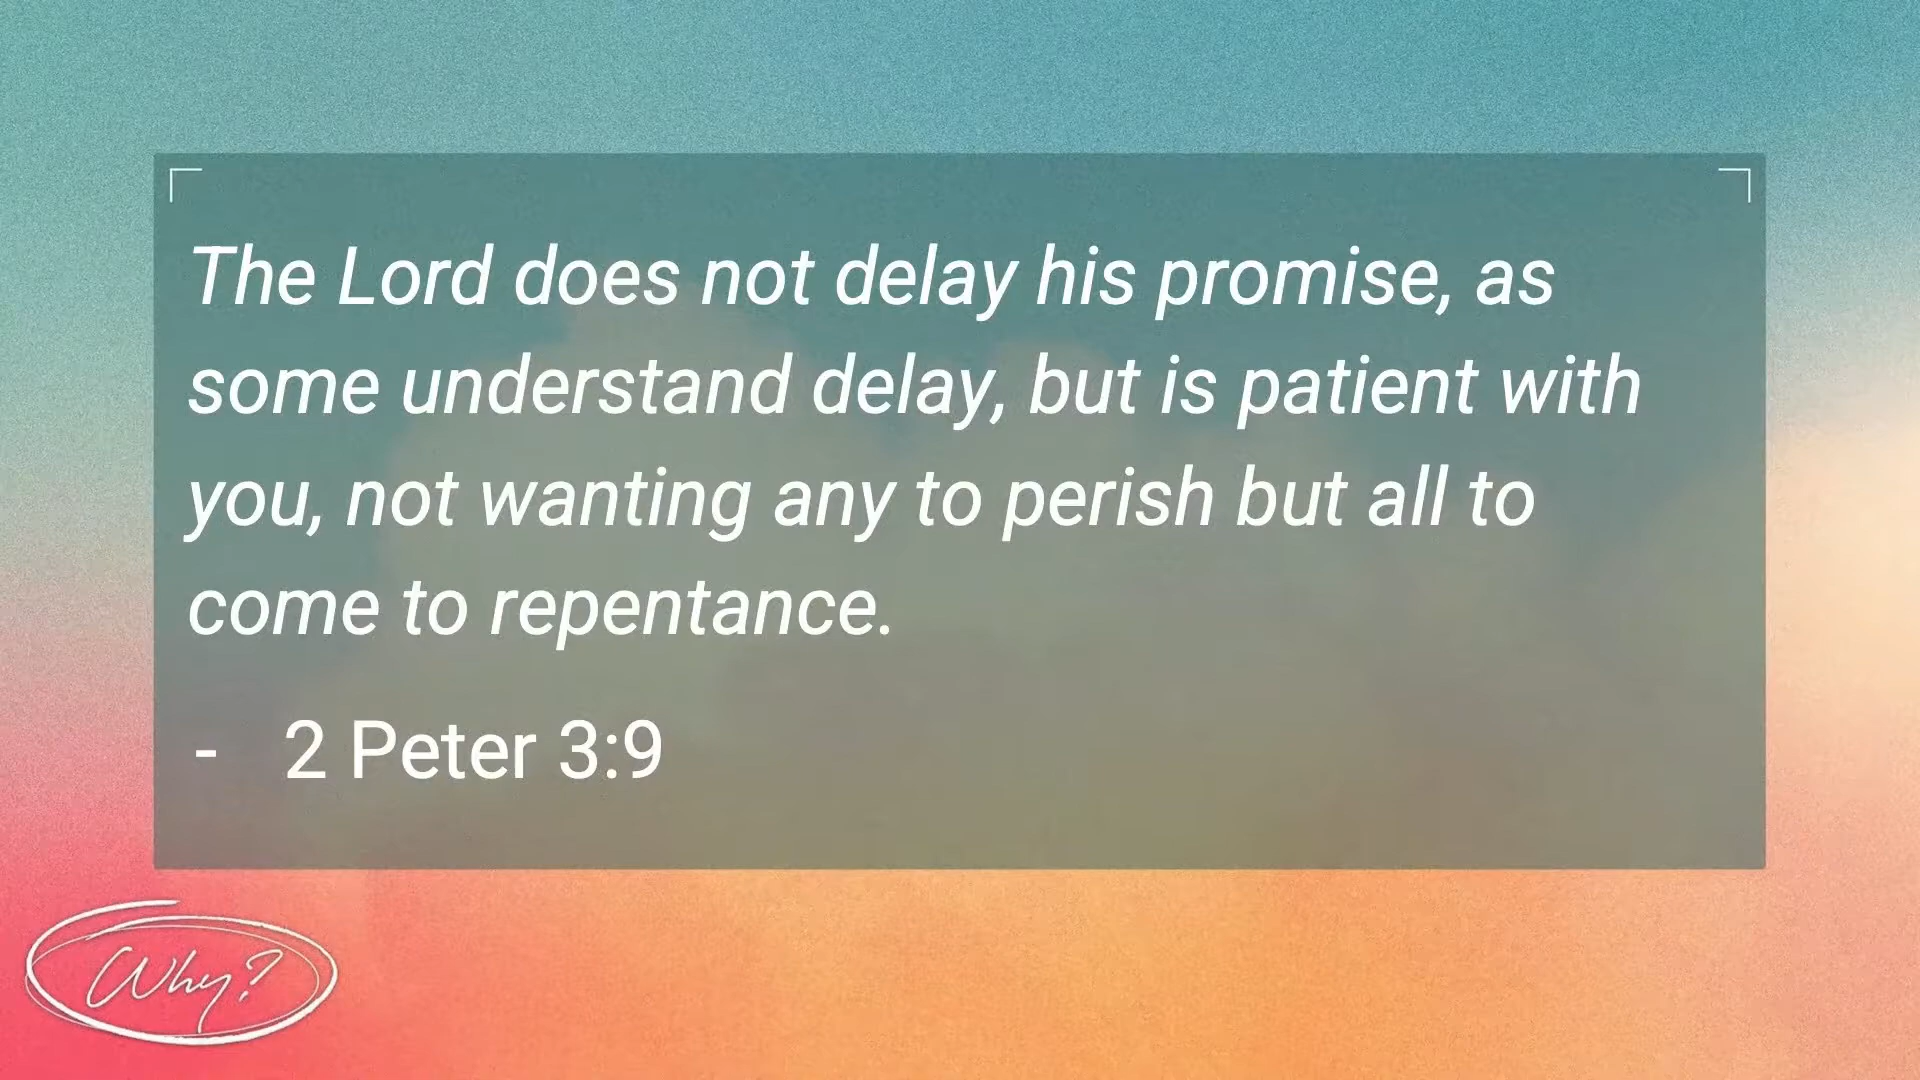 The Lord does not delay his promise, as
some understand delay, but is patient with
you, not wanting any to perish but all to
come to repentance.
- 2 Peter 3:9
Why?